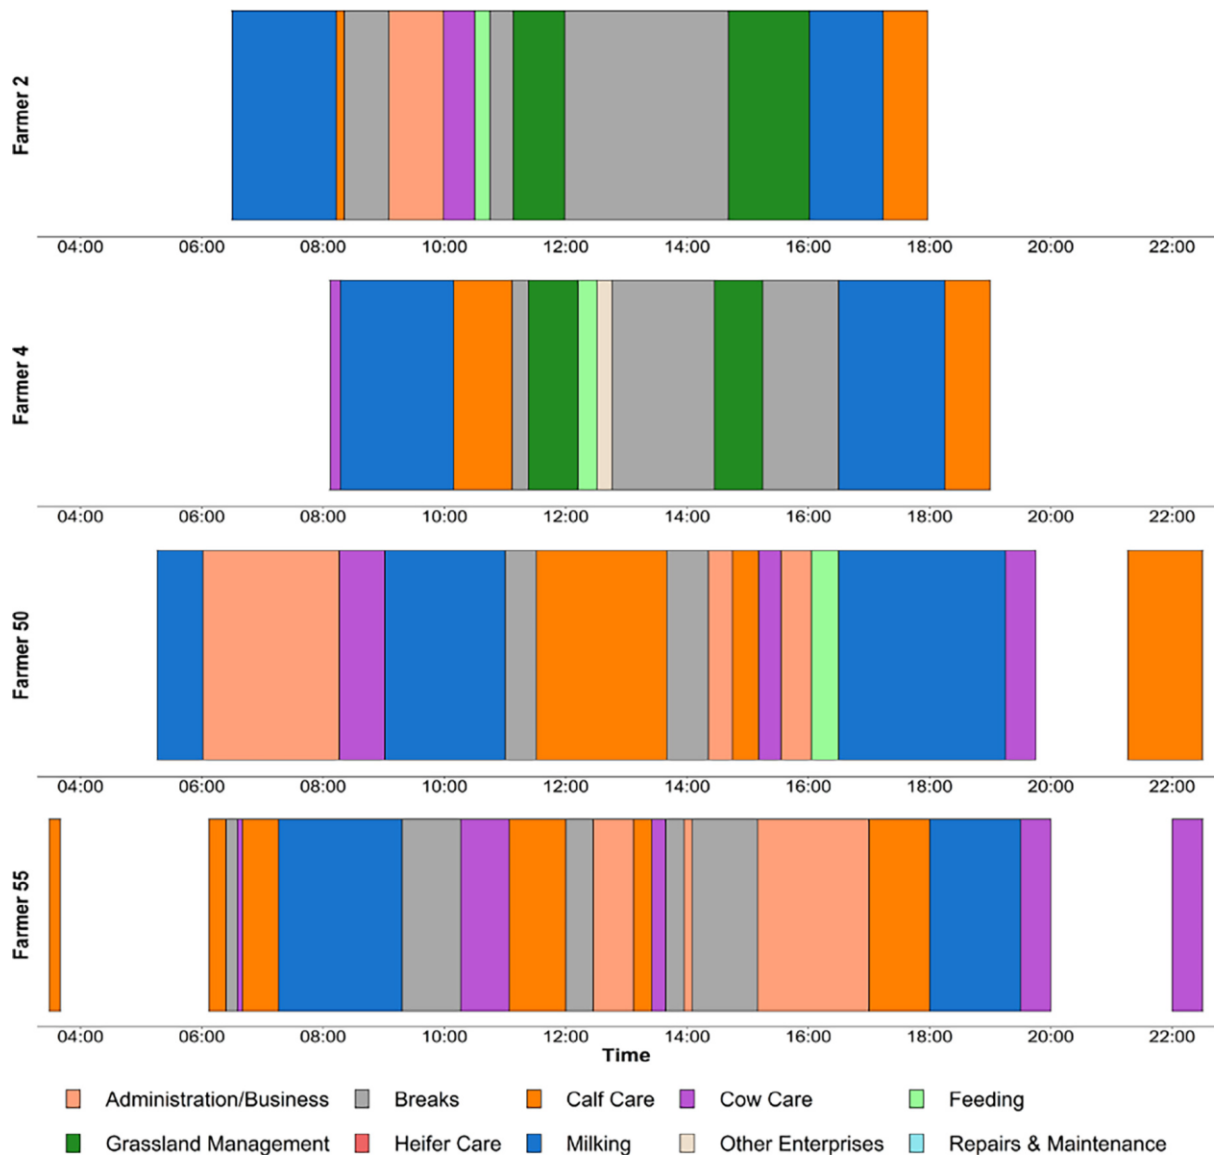 Farmer 2
04:00 06:00 08:00 10:00 12:00 14:00 16:00 18:00 20:00 22:00
Farmer 4
04:00 06:00 08:00 10:00 12:00 14:00 16:00 18:00 20:00 22:00
Farmer 50
04:00 06:00 08:00 10:00 12:00 14:00 16:00 18:00 20:00 22:00
Farmer 55
04:00 06:00 08:00 10:00 12:00 14:00 16:00 18:00 20:00 22:00
Time
Administration/Business Breaks Calf Care Cow Care Feeding
Grassland Management Heifer Care Milking Other Enterprises Repairs & Maintenance